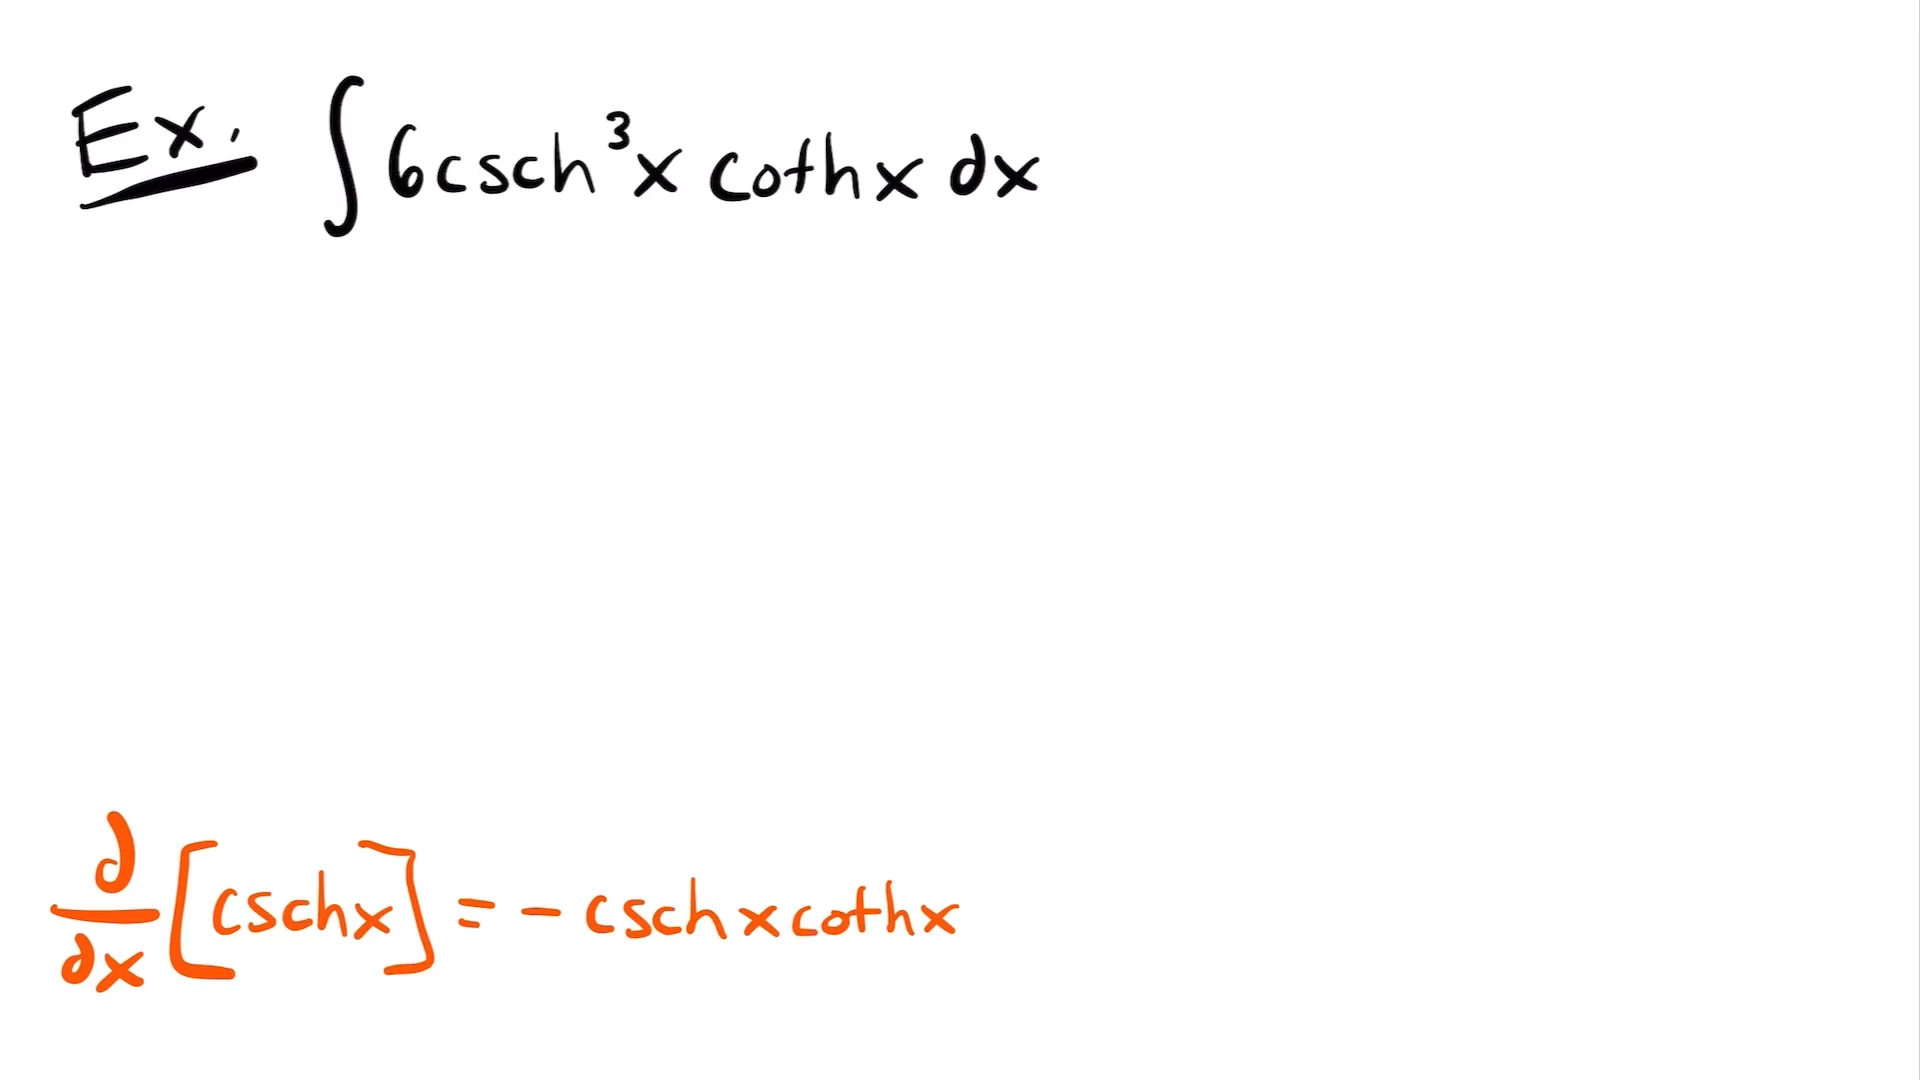 Ex. ∫ 6csch³x cothx dx
d/dx [cschx] = - cschx cothx